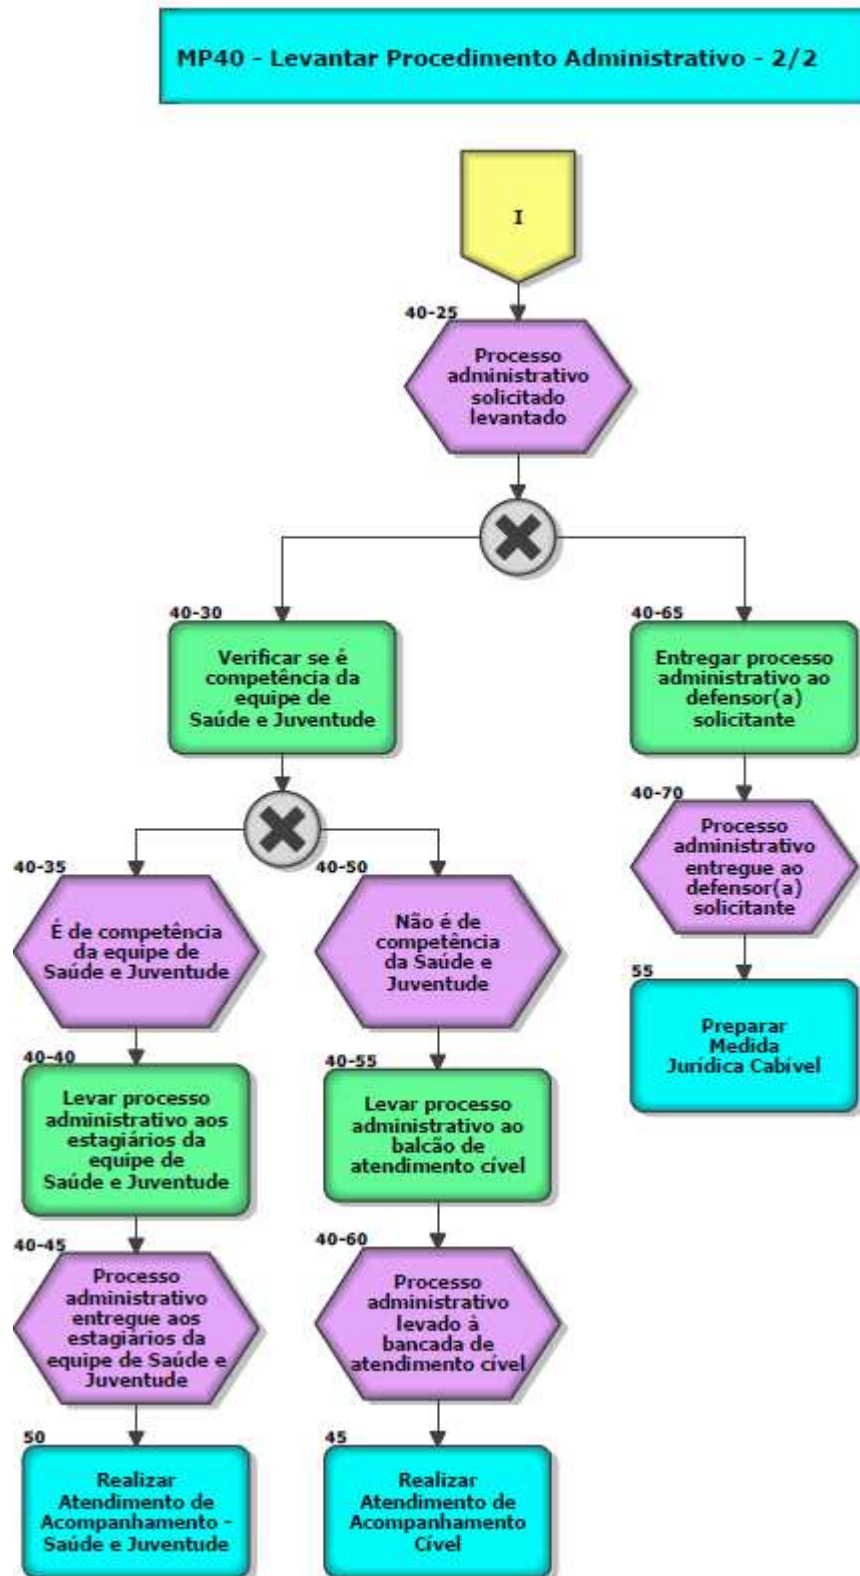 MP40 - Levantar Procedimento Administrativo - 2/2
I
40-25
Processo
administrativo
solicitado
levantado
40-30
Verificar se é
competência da
equipe de
Saúde e Juventude
40-65
Entregar processo
administrativo ao
defensor(a)
solicitante
40-70
Processo
administrativo
entregue ao
defensor(a)
solicitante
40-35
É de competência
da equipe de
Saúde e Juventude
40-50
Não é de
competência
da Saúde e
Juventude
55
Preparar
Medida
Jurídica Cabível
40-40
Levar processo
administrativo aos
estagiários da
equipe de
Saúde e Juventude
40-55
Levar processo
administrativo ao
balcão de
atendimento cível
40-45
Processo
administrativo
entregue aos
estagiários da
equipe de Saúde e
Juventude
40-60
Processo
administrativo
levado à
bancada de
atendimento cível
50
Realizar
Atendimento de
Acompanhamento -
Saúde e Juventude
45
Realizar
Atendimento de
Acompanhamento
Cível